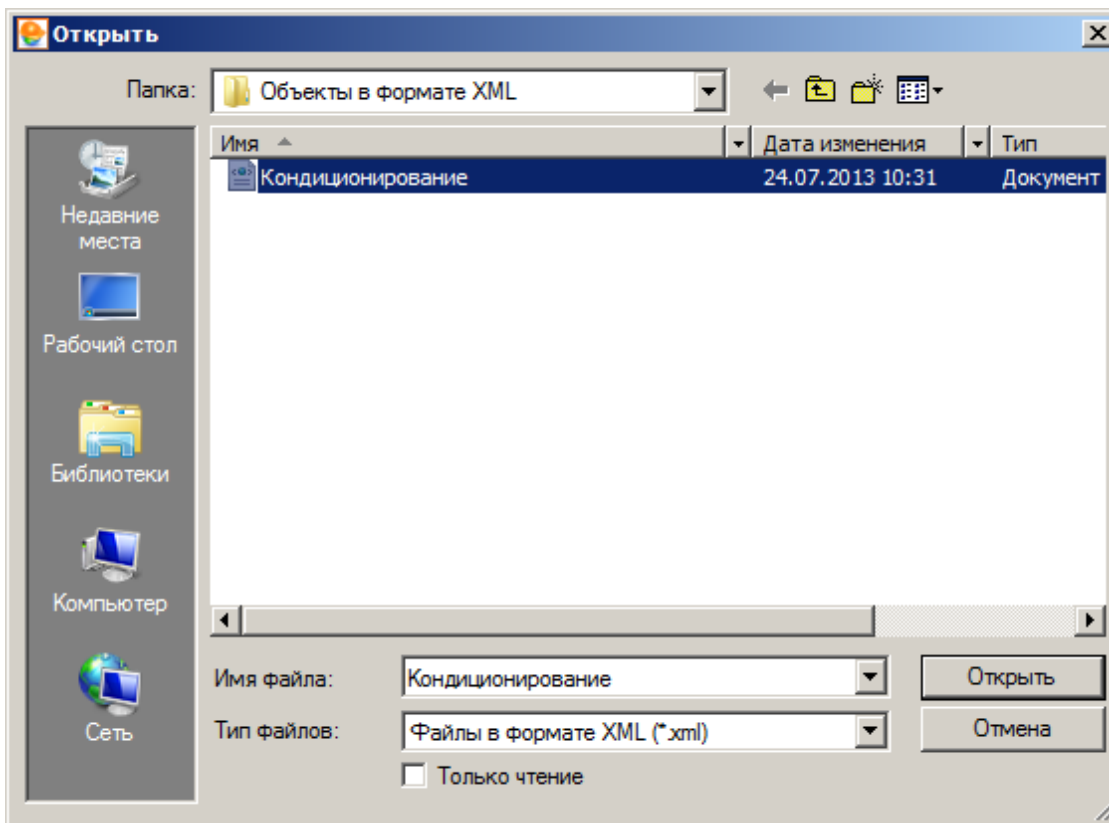 Открыть
Папка: Объекты в формате XML
Имя Дата изменения Тип
Кондиционирование 24.07.2013 10:31 Документ
Недавние
места
Рабочий стол
Библиотеки
Компьютер
Сеть
Имя файла: Кондиционирование Открыть
Тип файлов: Файлы в формате XML (*.xml) Отмена
Только чтение